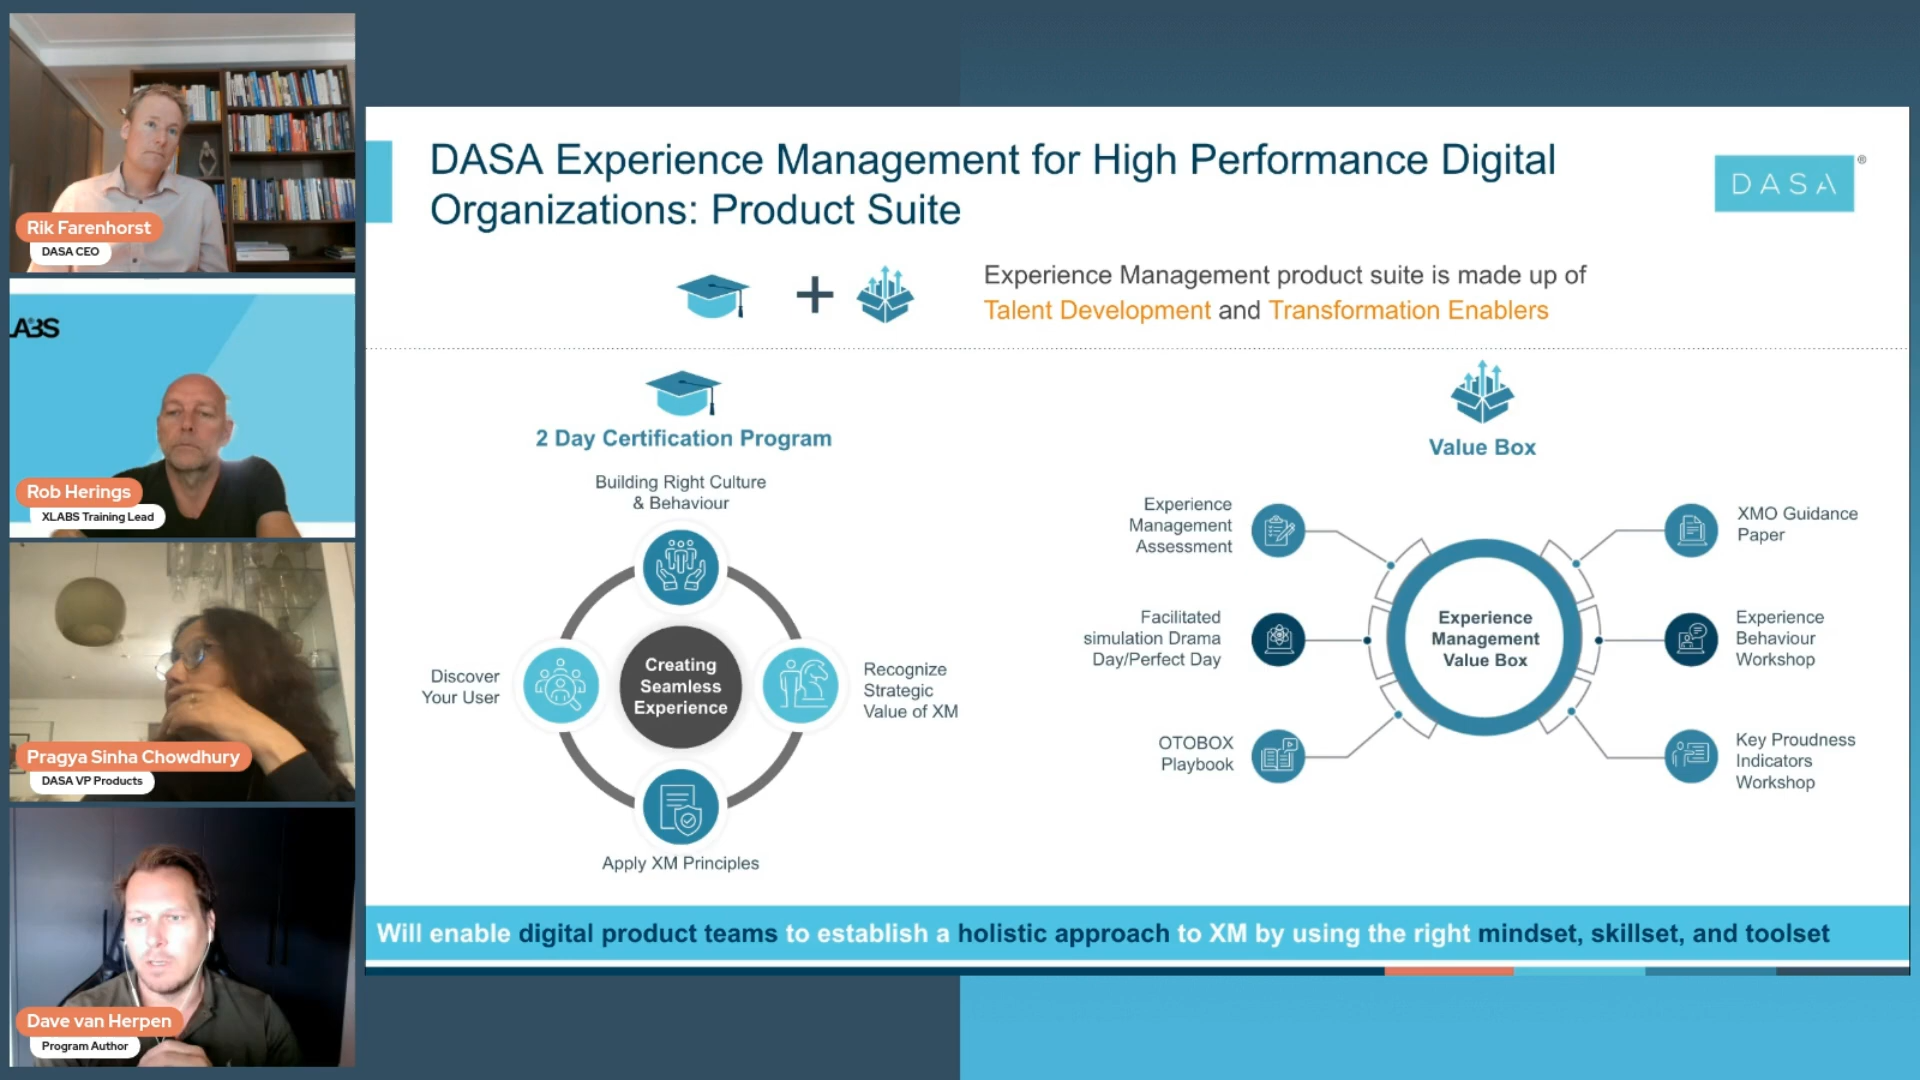 Rik Farenhorst
DASA CEO
Rob Herings
XLABS Training Lead
Pragya Sinha Chowdhury
DASA VP Products
Dave van Herpen
Program Author
DASA Experience Management for High Performance Digital
Organizations: Product Suite
DASA
®
Experience Management product suite is made up of
Talent Development and Transformation Enablers
2 Day Certification Program
Building Right Culture
& Behaviour
Discover
Your User
Creating
Seamless
Experience
Recognize
Strategic
Value of XM
Apply XM Principles
Value Box
Experience
Management
Assessment
Facilitated
simulation Drama
Day/Perfect Day
OTOBOX
Playbook
Experience
Management
Value Box
XMO Guidance
Paper
Experience
Behaviour
Workshop
Key Proudness
Indicators
Workshop
Will enable digital product teams to establish a holistic approach to XM by using the right mindset, skillset, and toolset